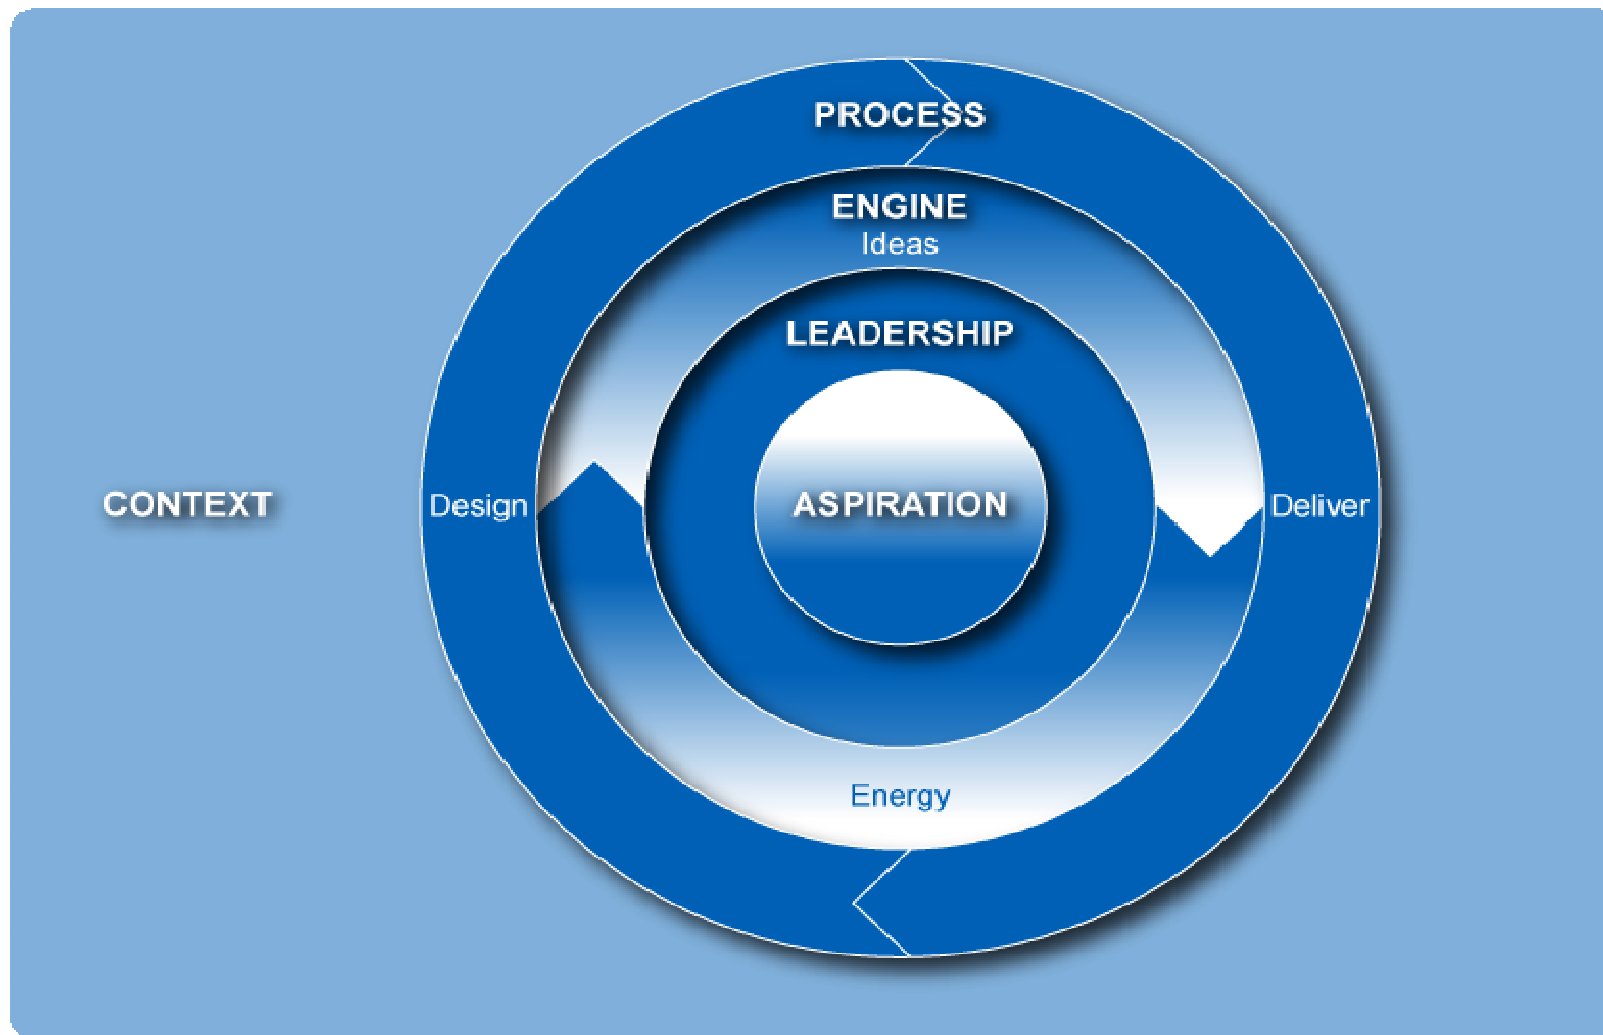 PROCESS
ENGINE
Ideas
LEADERSHIP
CONTEXT
Design
ASPIRATION
Deliver
Energy